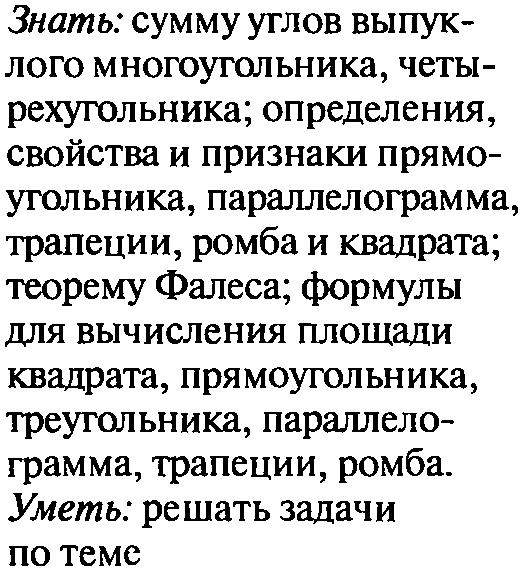 Знать: сумму углов выпук-
лого многоугольника, четы-
рехугольника; определения,
свойства и признаки прямо-
угольника, параллелограмма,
трапеции, ромба и квадрата;
теорему Фалеса; формулы
для вычисления площади
квадрата, прямоугольника,
треугольника, параллело-
грамма, трапеции, ромба.
Уметь: решать задачи
по теме